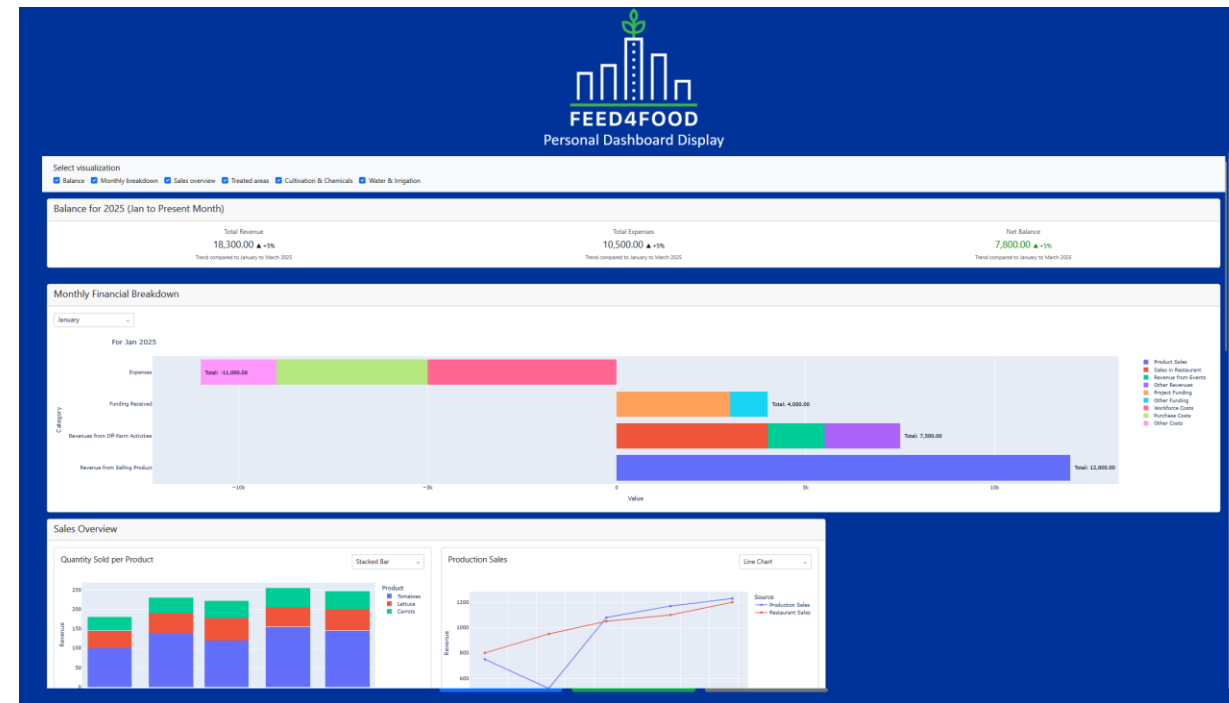 FEED4FOOD
Personal Dashboard Display
Select visualization
Balance Monthly breakdown Sales overview Treated areas Cultivation & Chemicals Water & Irrigation
Balance for 2025 (Jan to Present Month)
Total Revenue Total Expenses Net Balance
18,300.00 ▲ +5% 10,500.00 ▲ +5% 7,800.00 ▲ +5%
Trend compared to January to March 2025 Trend compared to January to March 2025 Trend compared to January to March 2025
Monthly Financial Breakdown
January
For Jan 2025
Category
Expenses
Funding Received
Revenues from Off-Farm Activities
Revenue from Selling Product
Total: -11,000.00
Total: 4,000.00
Total: 7,500.00
Total: 12,000.00
−10k −5k 0 5k 10k
Value
Product Sales
Sales in Restaurant
Revenue from Events
Other Revenues
Project Funding
Other Funding
Workforce Costs
Purchase Costs
Other Costs
Sales Overview
Quantity Sold per Product
Stacked Bar
Revenue
250
200
150
100
50
0
Product
Tomatoes
Lettuce
Carrots
Production Sales
Line Chart
Revenue
1200
1000
800
600
Source
Production Sales
Restaurant Sales